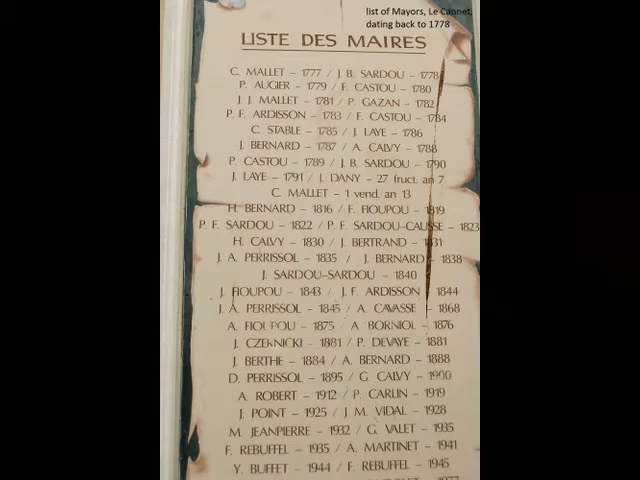 list of Mayors, Le Cannet,
dating back to 1778
LISTE DES MAIRES
C. MALLET – 1777 / J. B. SARDOU – 1778
P. AUGIER – 1779 / F. CASTOU – 1780
J. J. MALLET – 1781 / P. GAZAN – 1782
P. F. ARDISSON – 1783 / F. CASTOU – 1784
C. STABLE – 1785 / J. LAYE – 1786
J. BERNARD – 1787 / A. CALVY – 1788
P. CASTOU – 1789 / J. B. SARDOU – 1790
J. LAYE – 1791 / J. DANY – 27 fruct. an 7
C. MALLET – 1 vend. an 13
H. BERNARD – 1816 / F. FIOUPOU – 1819
P. F. SARDOU – 1822 / P. F. SARDOU-CAUSSE – 1823
H. CALVY – 1830 / J. BERTRAND – 1831
J. A. PERRISSOL – 1835 / J. BERNARD – 1838
J. SARDOU-SARDOU – 1840
J. FIOUPOU – 1843 / J. F. ARDISSON – 1844
J. A. PERRISSOL – 1845 / A. CAVASSE – 1868
A. FIOUPOU – 1875 / A. BORNIOL – 1876
J. CZERNICKI – 1881 / P. DEVAYE – 1881
J. BERTHE – 1884 / A. BERNARD – 1888
D. PERRISSOL – 1895 / G. CALVY – 1900
A. ROBERT – 1912 / P. CARLIN – 1919
J. POINT – 1925 / J. M. VIDAL – 1928
M. JEANPIERRE – 1932 / G. VALET – 1935
F. REBUFFEL – 1935 / A. MARTINET – 1941
Y. BUFFET – 1944 / F. REBUFFEL – 1945